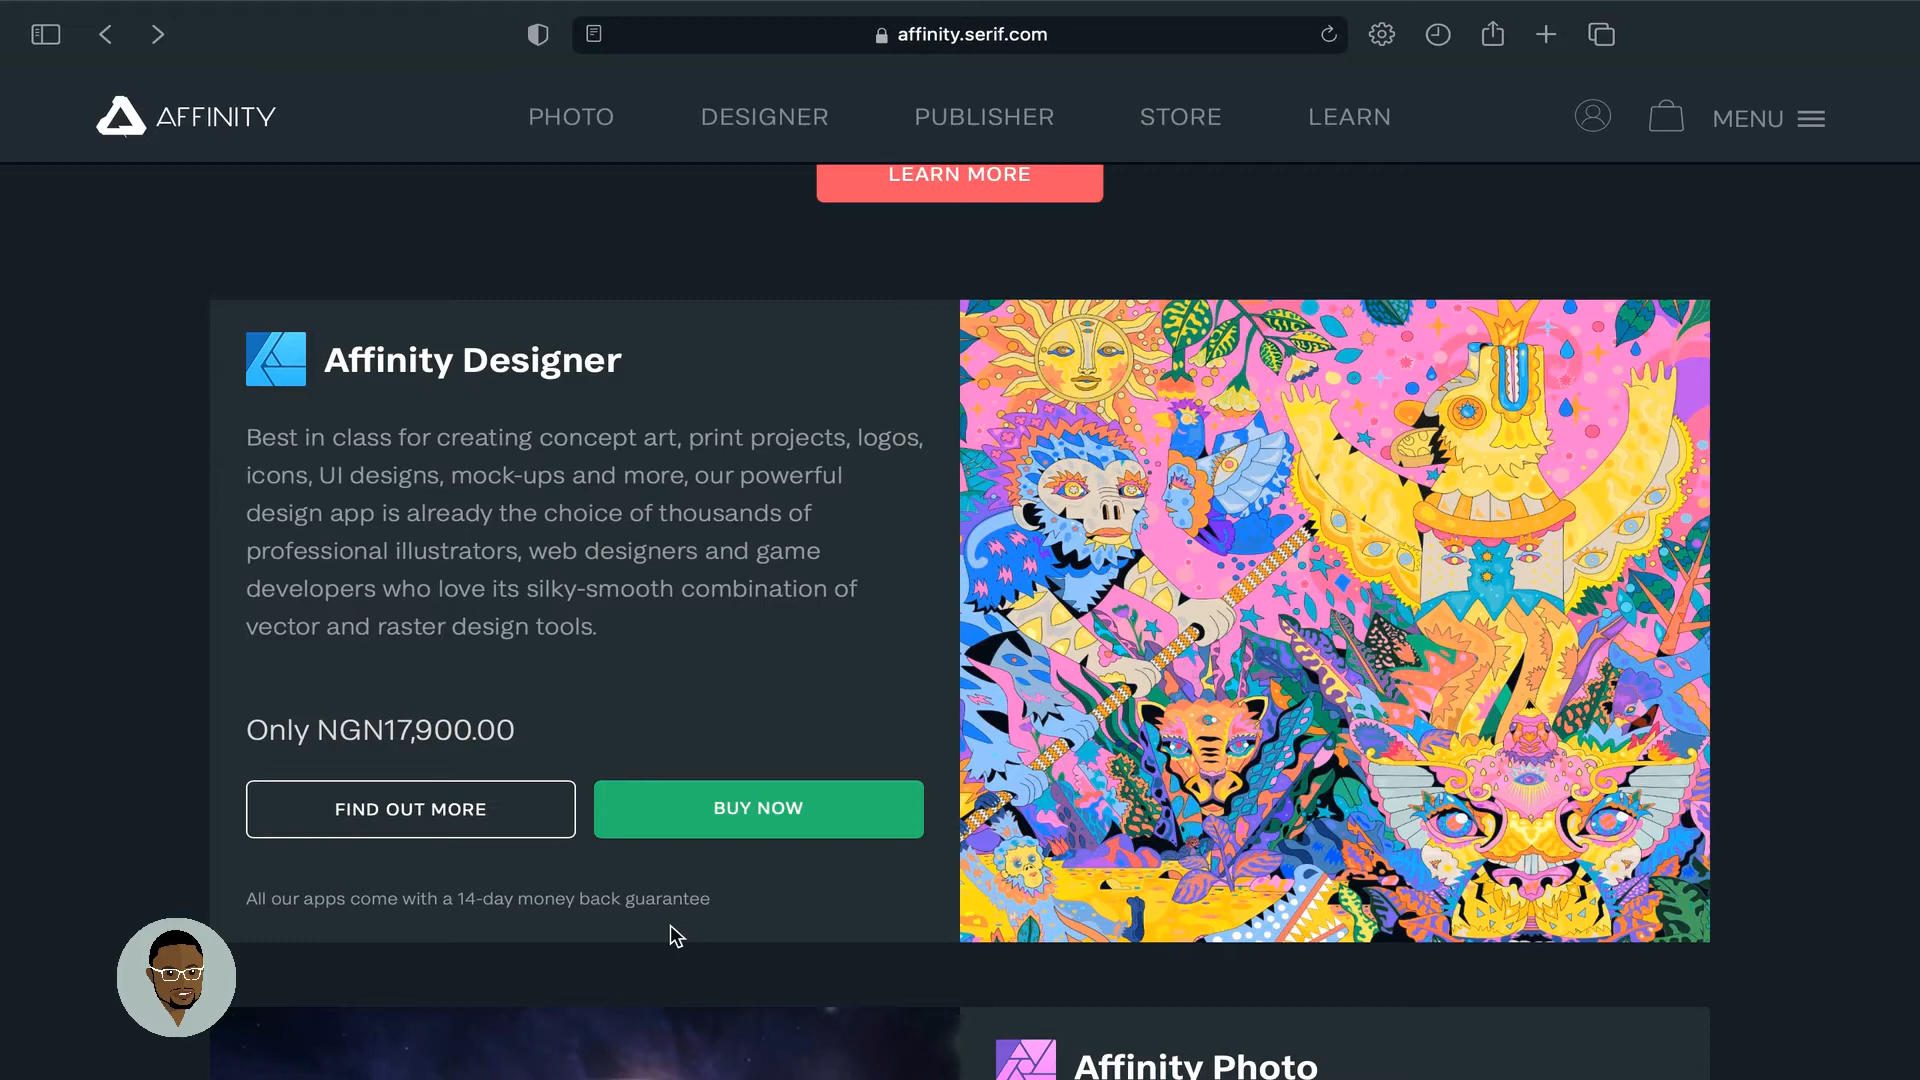 affinity.serif.com
AFFINITY
PHOTO
DESIGNER
PUBLISHER
STORE
LEARN
MENU
LEARN MORE
Affinity Designer
Best in class for creating concept art, print projects, logos,
icons, UI designs, mock-ups and more, our powerful
design app is already the choice of thousands of
professional illustrators, web designers and game
developers who love its silky-smooth combination of
vector and raster design tools.
Only NGN17,900.00
FIND OUT MORE
BUY NOW
All our apps come with a 14-day money back guarantee
Affinity Photo